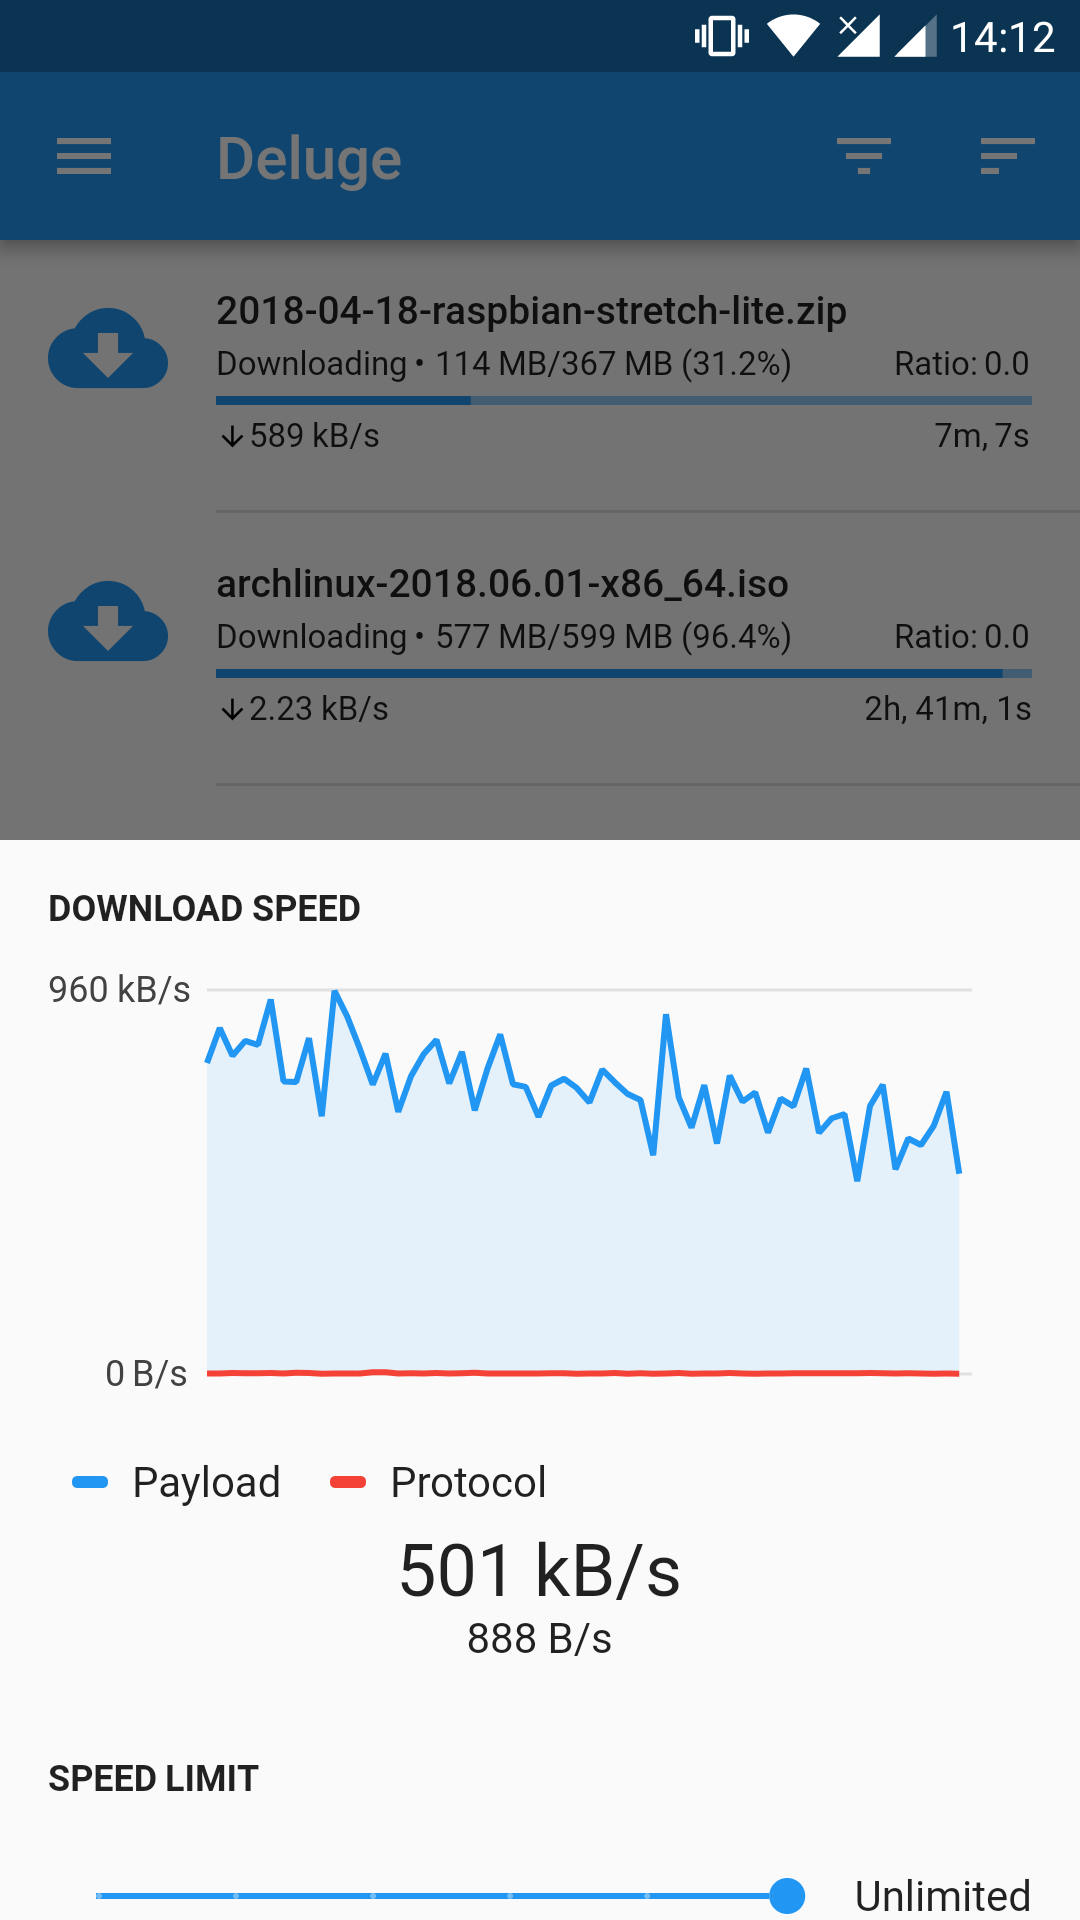 14:12
Deluge
2018-04-18-raspbian-stretch-lite.zip
Downloading • 114 MB/367 MB (31.2%) Ratio: 0.0
589 kB/s 7m, 7s
archlinux-2018.06.01-x86_64.iso
Downloading • 577 MB/599 MB (96.4%) Ratio: 0.0
2.23 kB/s 2h, 41m, 1s
DOWNLOAD SPEED
960 kB/s
0 B/s
Payload Protocol
501 kB/s
888 B/s
SPEED LIMIT
Unlimited